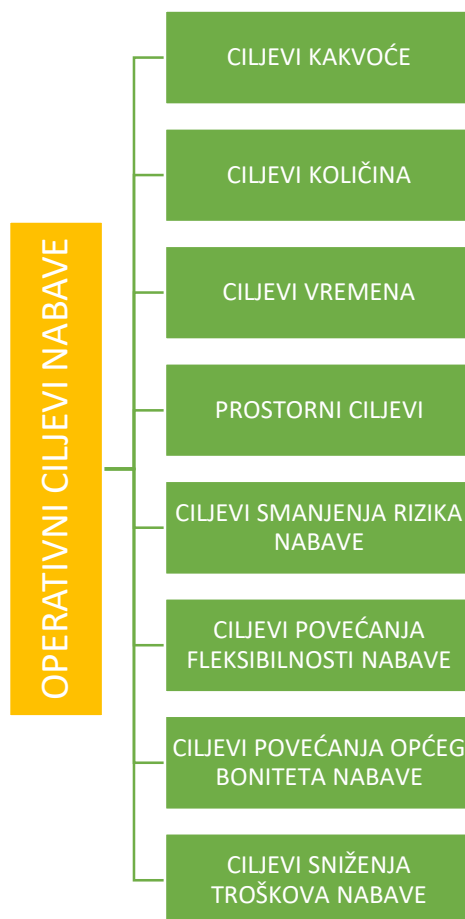 OPERATIVNI CILJEVI NABAVE
CILJEVI KAKVOĆE
CILJEVI KOLIČINA
CILJEVI VREMENA
PROSTORNI CILJEVI
CILJEVI SMANJENJA RIZIKA
NABAVE
CILJEVI POVEĆANJA
FLEKSIBILNOSTI NABAVE
CILJEVI POVEĆANJA OPĆEG
BONITETA NABAVE
CILJEVI SNIŽENJA
TROŠKOVA NABAVE